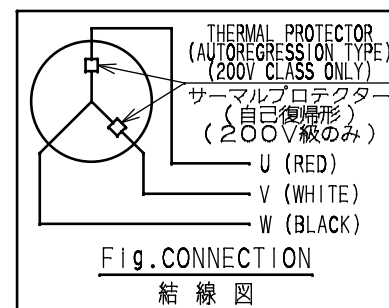 THERMAL PROTECTOR
(AUTOREGRESSION TYPE)
(200V CLASS ONLY)
サーマルプロテクター
(自己復帰形)
(200V級のみ)
U (RED)
V (WHITE)
W (BLACK)
Fig.CONNECTION
結線図